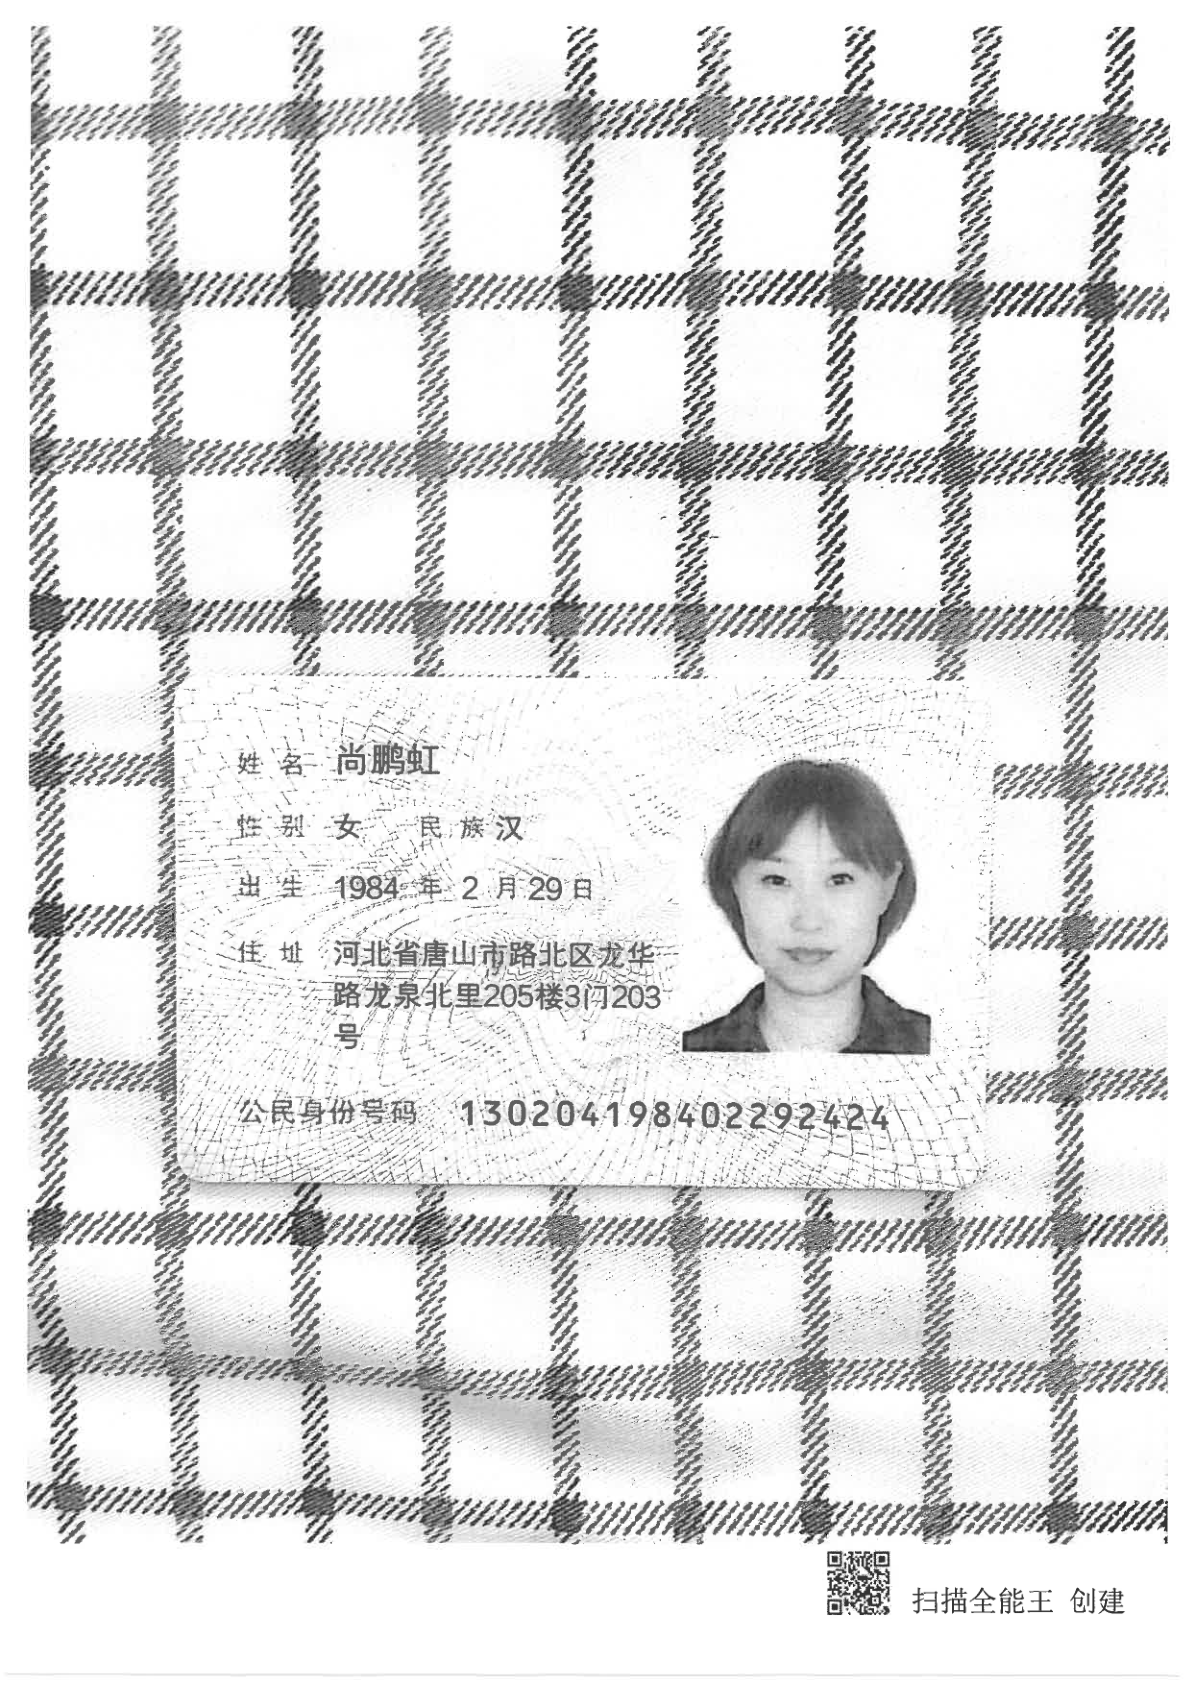 姓名 尚鹏虹
性别 女 民族 汉
出生 1984 年 2 月 29 日
住址 河北省唐山市路北区龙华
路龙泉北里205楼3门203
号
公民身份号码 130204198402292424
扫描全能王 创建